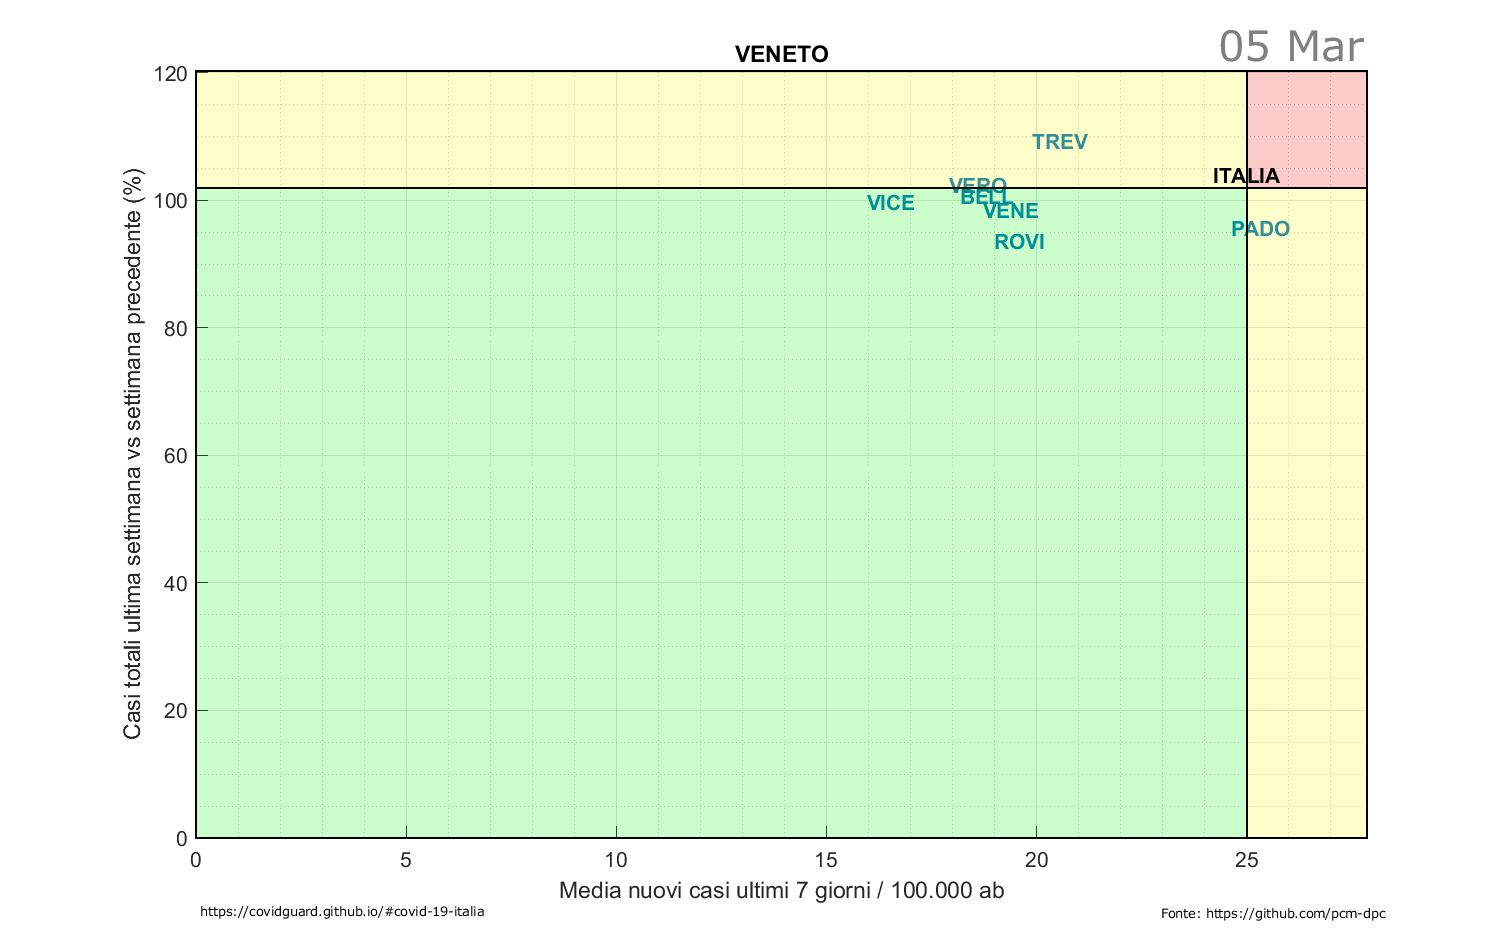 05 Mar
VENETO
120
100
80
60
40
20
0
Casi totali ultima settimana vs settimana precedente (%)
TREV
ITALIA
VERO
BELL
VICE
VENE
PADO
ROVI
0 5 10 15 20 25
Media nuovi casi ultimi 7 giorni / 100.000 ab
https://covidguard.github.io/#covid-19-italia
Fonte: https://github.com/pcm-dpc